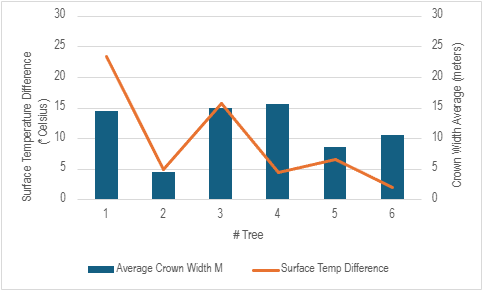 30
25
20
15
10
5
0
Surface Temperature Difference
(°Celsius)
30
25
20
15
10
5
0
Crown Width Average (meters)
1 2 3 4 5 6
# Tree
Average Crown Width M Surface Temp Difference